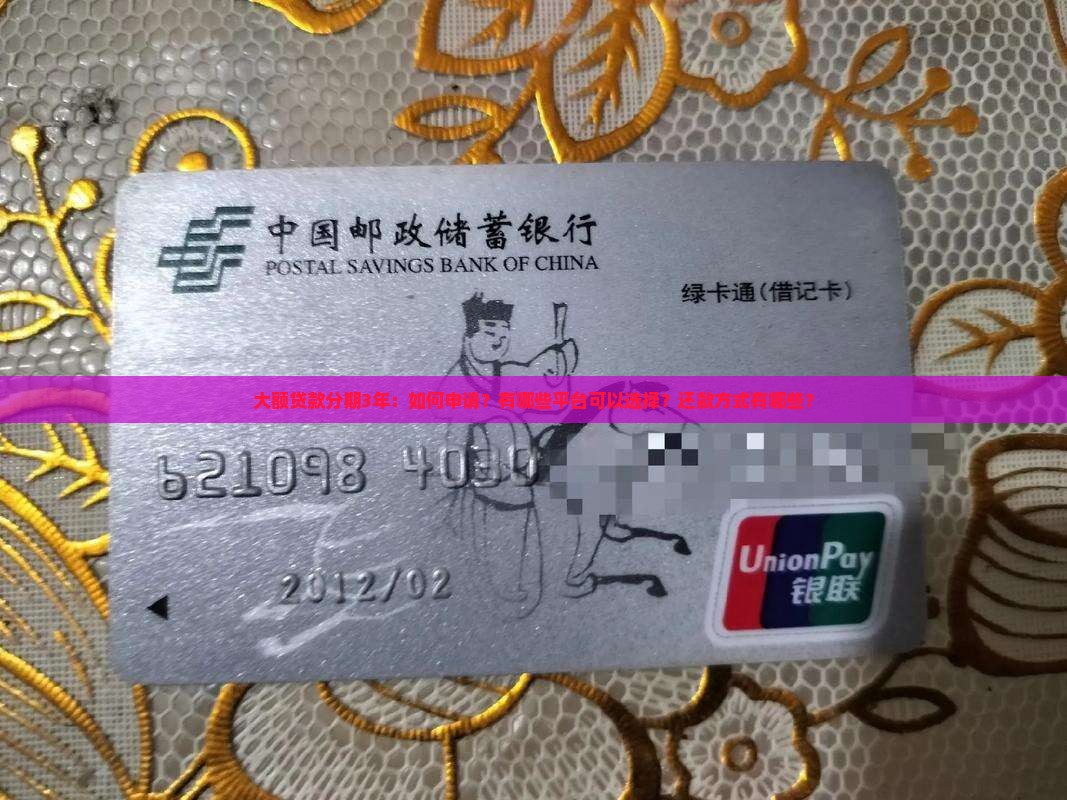 中国邮政储蓄银行
POSTAL SAVINGS BANK OF CHINA
绿卡通(借记卡)
大额贷款分期3年：如何申请？有哪些平台可以选择？还款方式有哪些？
621098 4030
2012/02
UnionPay
银联